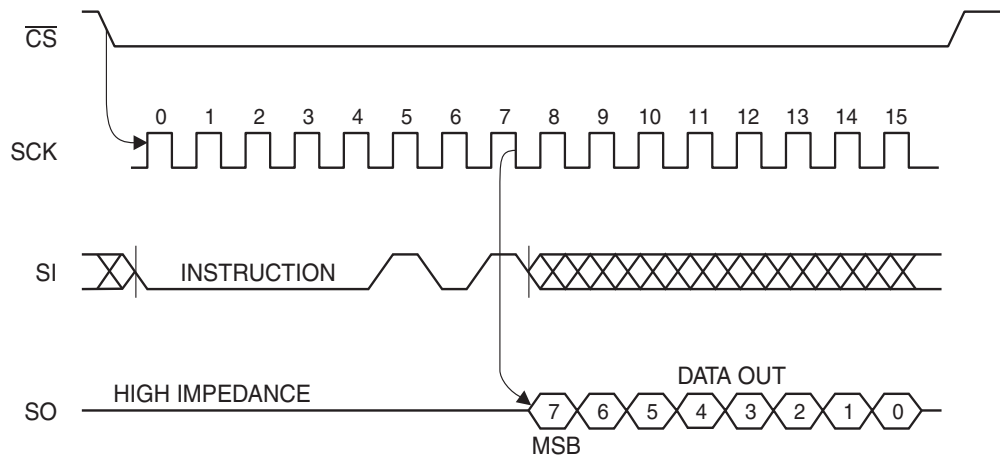 CS
0 1 2 3 4 5 6 7 8 9 10 11 12 13 14 15
SCK
SI
INSTRUCTION
DATA OUT
HIGH IMPEDANCE
SO
7 6 5 4 3 2 1 0
MSB